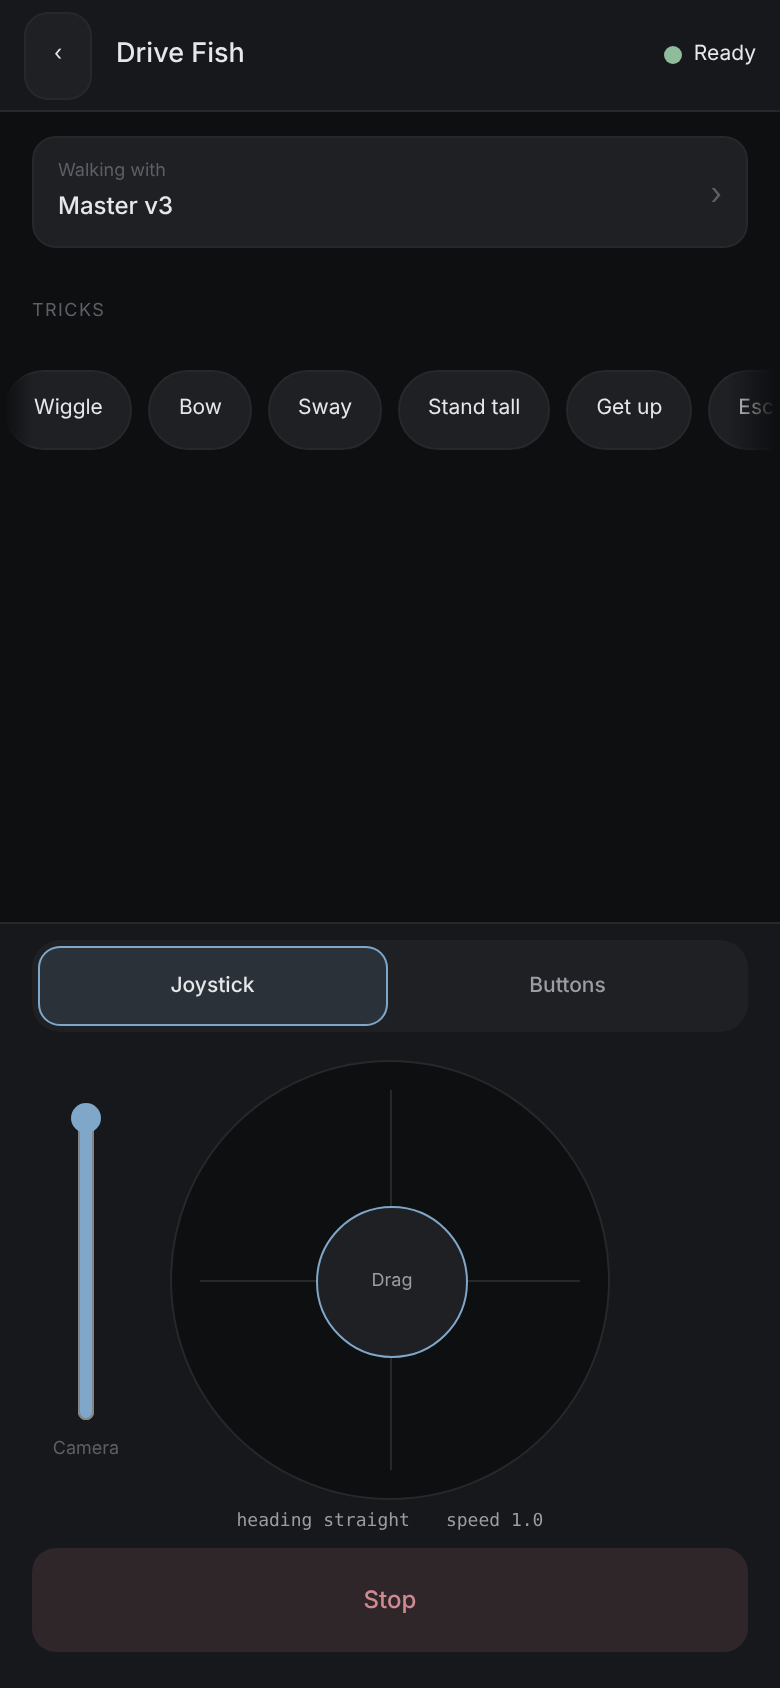 ‹ Drive Fish Ready
Walking with
Master v3 ›
TRICKS
Wiggle Bow Sway Stand tall Get up Esc
Joystick Buttons
Drag
Camera
heading straight speed 1.0
Stop